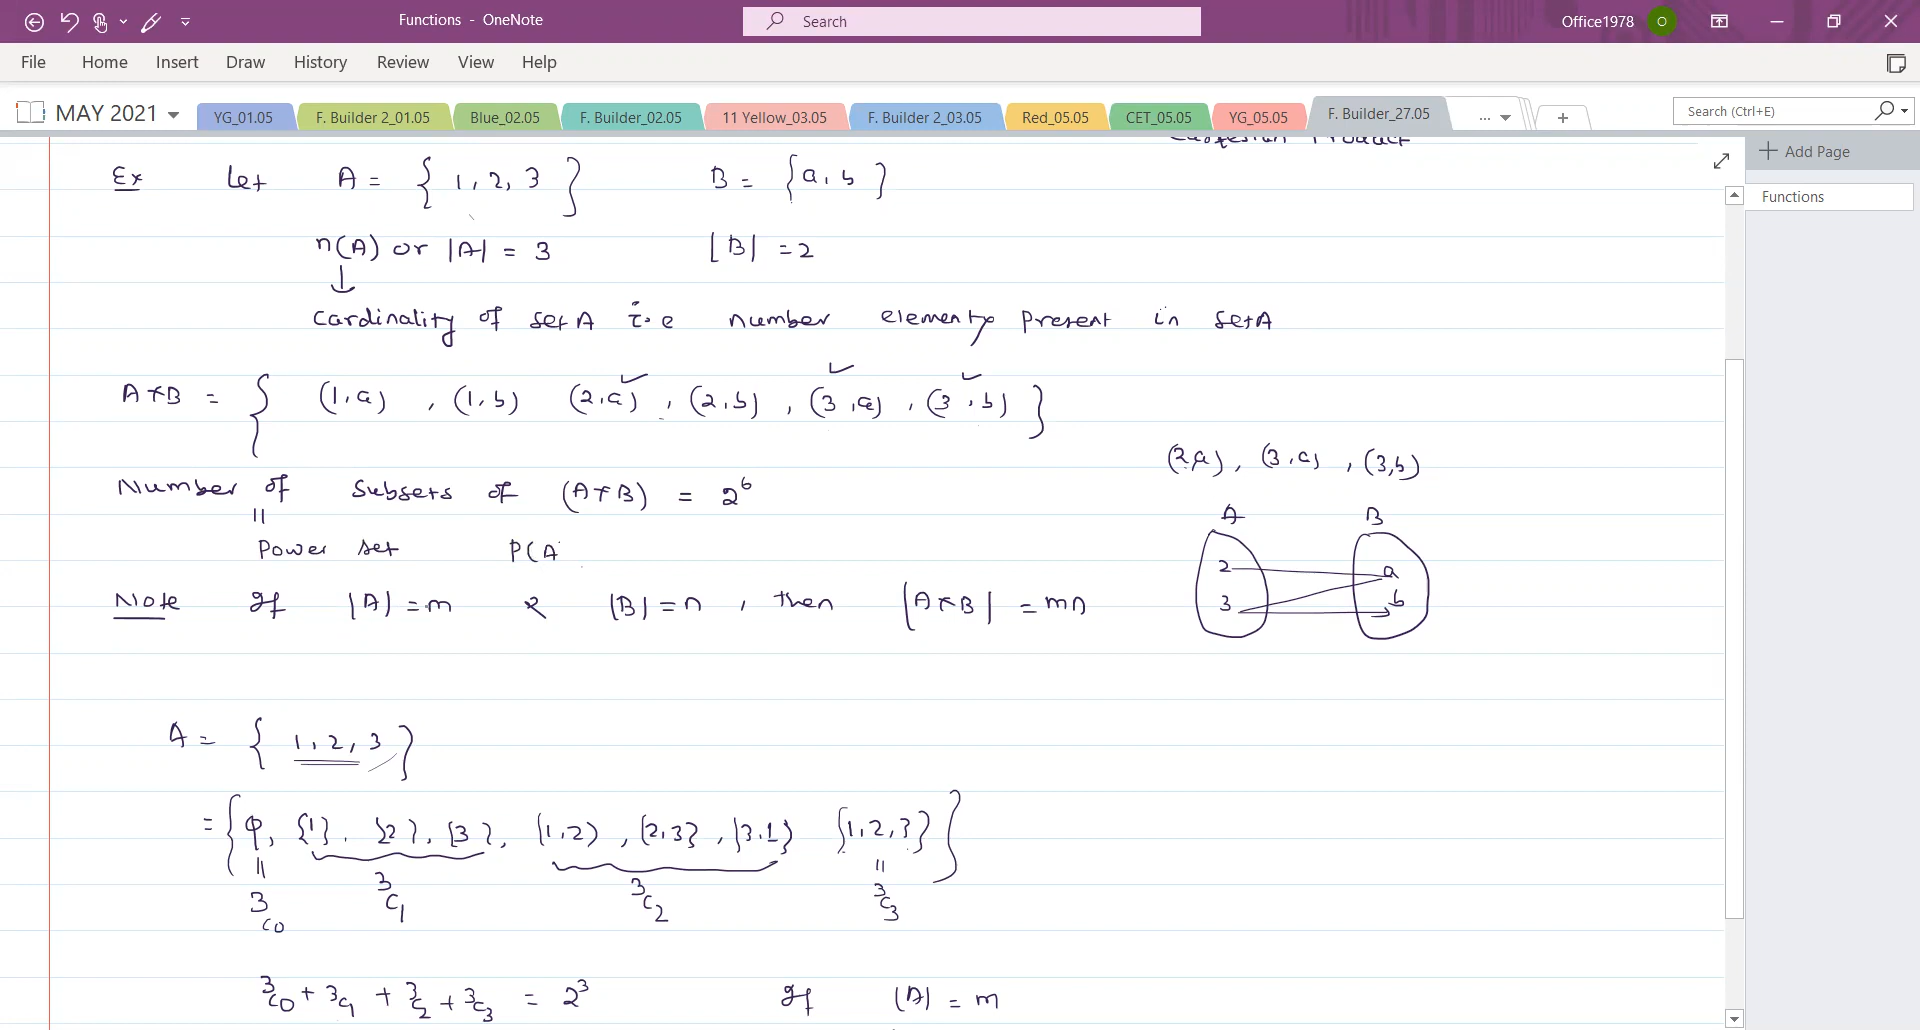 Functions - OneNote
Search
Office1978
O
File Home Insert Draw History Review View Help
MAY 2021
YG_01.05 F. Builder 2_01.05 Blue_02.05 F. Builder_02.05 11 Yellow_03.05 F. Builder 2_03.05 Red_05.05 CET_05.05 YG_05.05 F. Builder_27.05 ... +
Search (Ctrl+E)
Add Page
Functions
Cartesian Product
Ex Let A = { 1, 2, 3 } B = { a, b }
n(A) or |A| = 3 |B| = 2
↓
Cardinality of set A i.e number elements present in set A
A×B = { (1,a) , (1,b) (2,a) , (2,b) , (3,a) , (3,b) }
(2,a) , (3,a) , (3,b)
Number of subsets of (A×B) = 2⁶
||
Power set P(A
A B
2 a
3 b
Note If |A| = m & |B| = n , then |A×B| = mn
A = { 1, 2, 3 }
= { φ, {1}, {2}, {3}, {1,2}, {2,3}, {3,1} {1,2,3} }
|| ||
³C₀ ³C₁ ³C₂ ³C₃
³C₀ + ³C₁ + ³C₂ + ³C₃ = 2³ If |A| = m